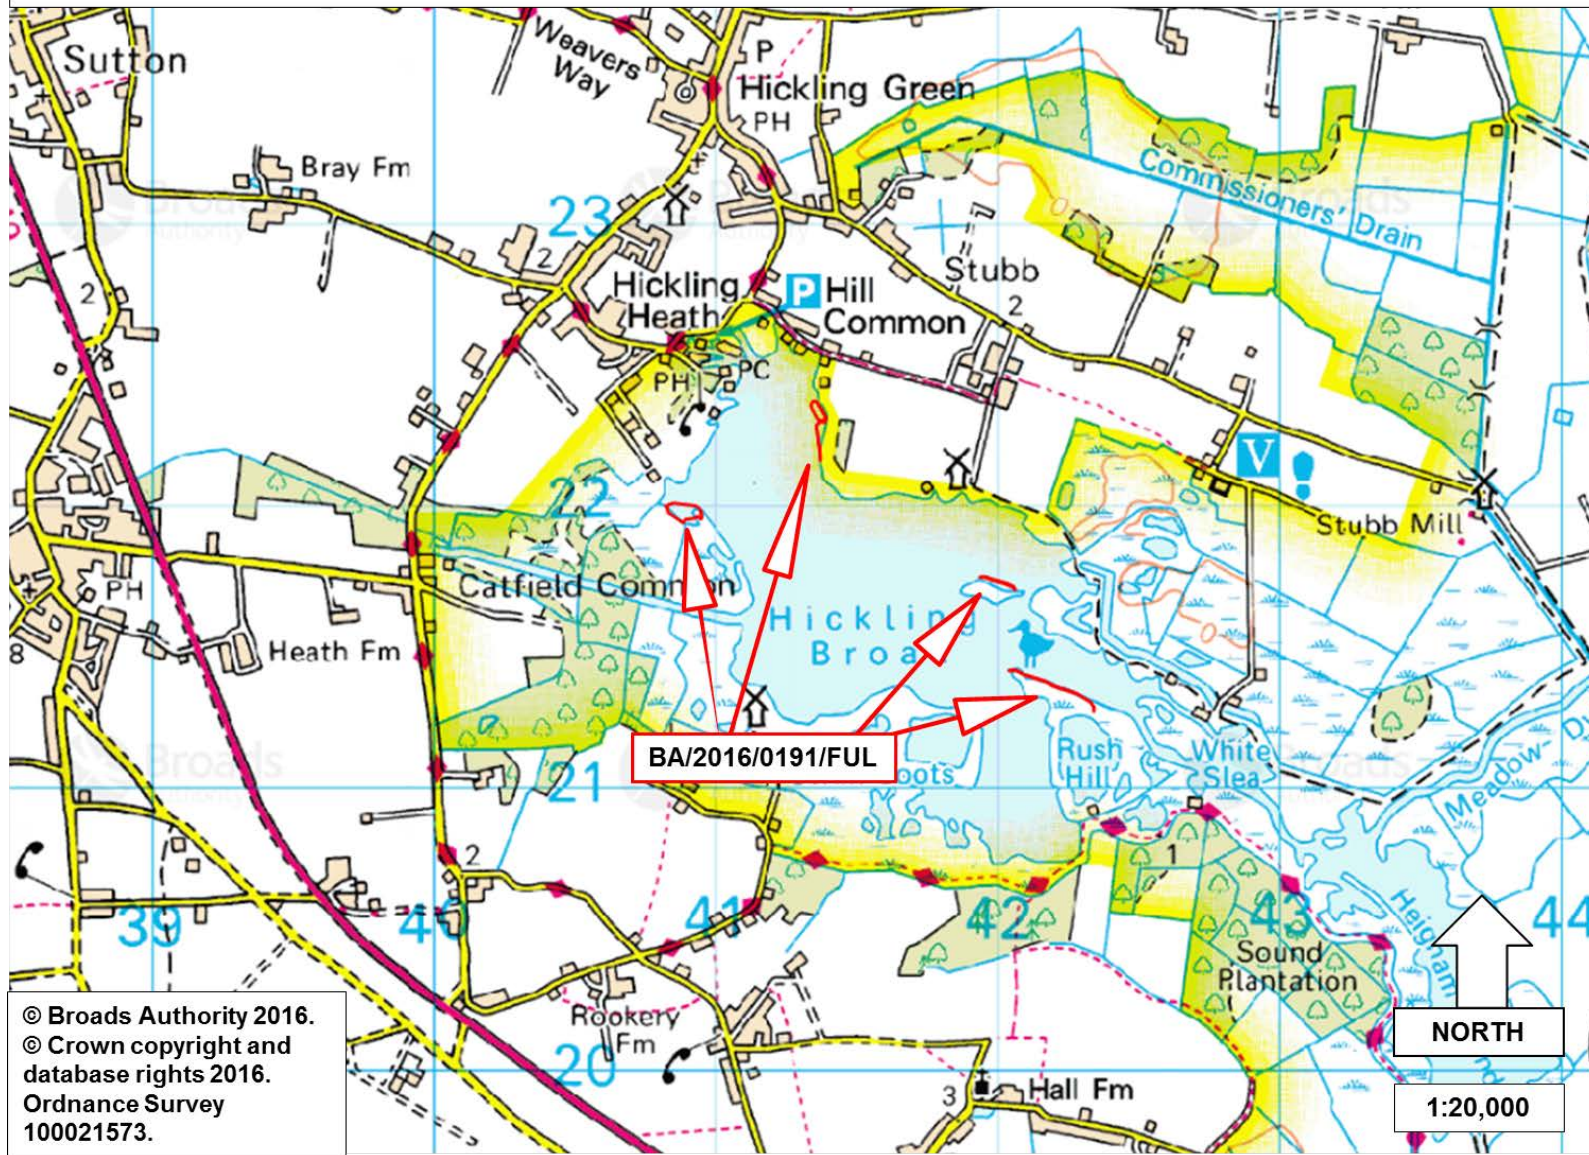 Sutton
Weavers
Way
P
Hickling Green
PH
Bray Fm
Commissioners' Drain
23
2
2
Hickling
Heath
P
Hill
Common
Stubb
2
PH
PC
22
V
Stubb Mill
Catfield Common
PH
8
Heath Fm
Hickling
Broa
BA/2016/0191/FUL
oots
Rush
Hill
White
Slea
Meadow-
Broads
21
2
1
39
40
41
42
43
44
Heigham
Sound
Plantation
Rookery
Fm
20
3
Hall Fm
NORTH
1:20,000
© Broads Authority 2016.
© Crown copyright and
database rights 2016.
Ordnance Survey
100021573.